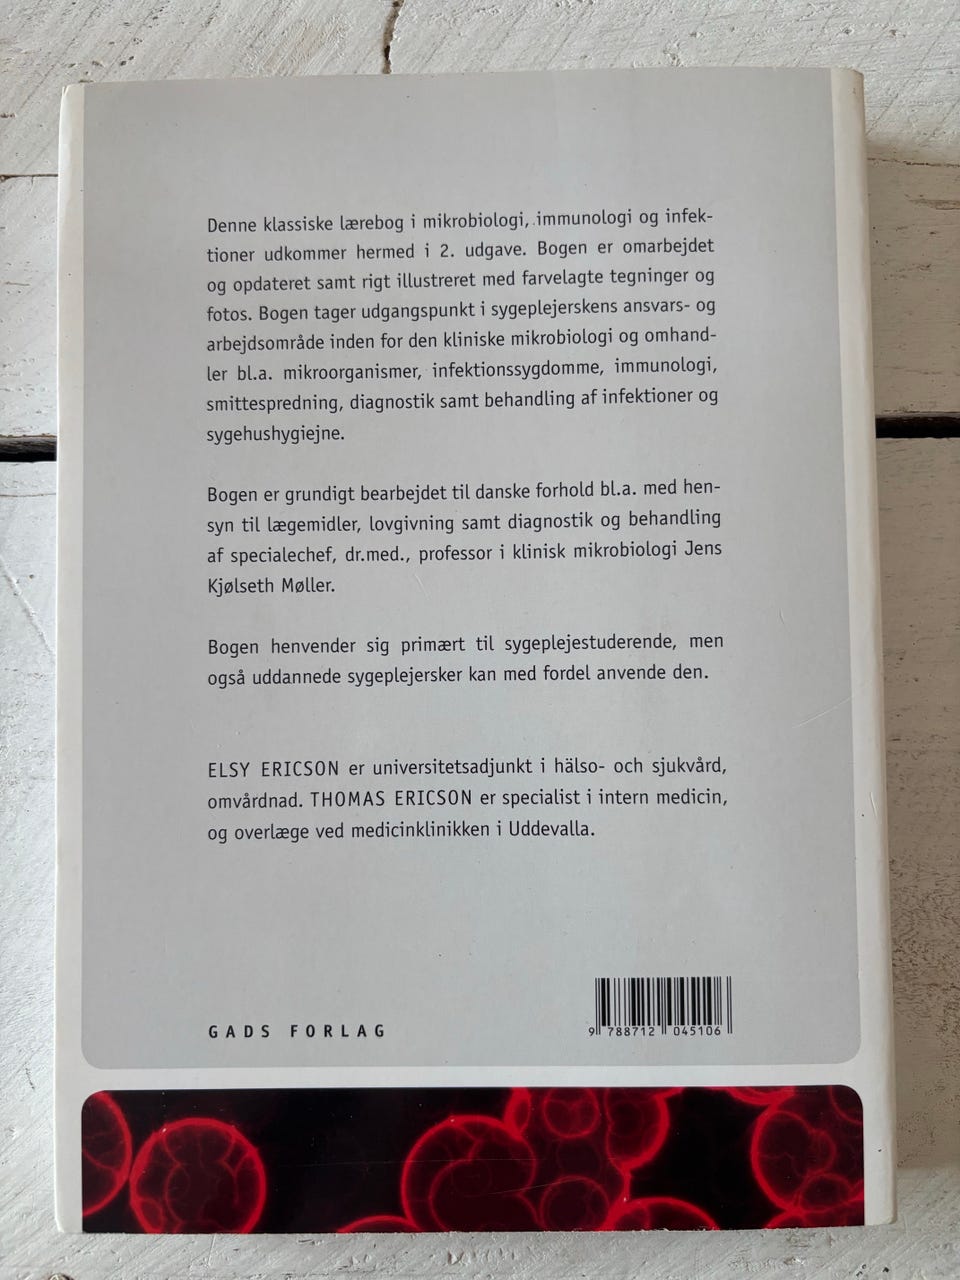 Denne klassiske lærebog i mikrobiologi, immunologi og infek-
tioner udkommer hermed i 2. udgave. Bogen er omarbejdet
og opdateret samt rigt illustreret med farvelagte tegninger og
fotos. Bogen tager udgangspunkt i sygeplejerskens ansvars- og
arbejdsområde inden for den kliniske mikrobiologi og omhand-
ler bl.a. mikroorganismer, infektionssygdomme, immunologi,
smittespredning, diagnostik samt behandling af infektioner og
sygehushygiejne.
Bogen er grundigt bearbejdet til danske forhold bl.a. med hen-
syn til lægemidler, lovgivning samt diagnostik og behandling
af specialechef, dr.med., professor i klinisk mikrobiologi Jens
Kjølseth Møller.
Bogen henvender sig primært til sygeplejestuderende, men
også uddannede sygeplejersker kan med fordel anvende den.
ELSY ERICSON er universitetsadjunkt i hälso- och sjukvård,
omvårdnad. THOMAS ERICSON er specialist i intern medicin,
og overlæge ved medicinklinikken i Uddevalla.
GADS FORLAG
9 788712 045106